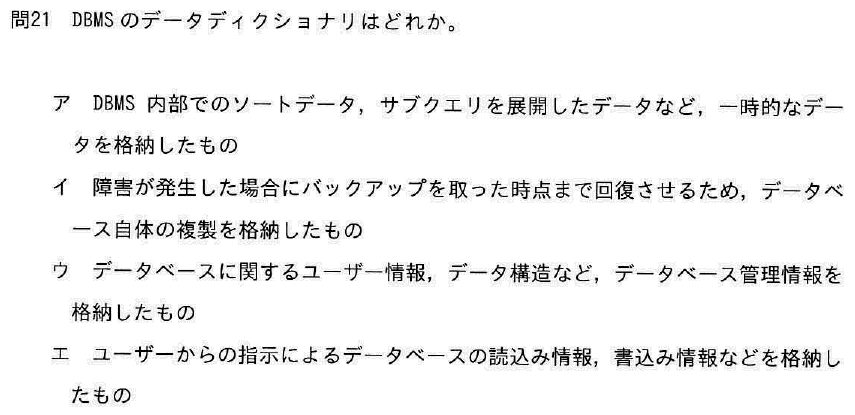 問21 DBMSのデータディクショナリはどれか。
ア DBMS 内部でのソートデータ，サブクエリを展開したデータなど，一時的なデー
タを格納したもの
イ 障害が発生した場合にバックアップを取った時点まで回復させるため，データベ
ース自体の複製を格納したもの
ウ データベースに関するユーザー情報，データ構造など，データベース管理情報を
格納したもの
エ ユーザーからの指示によるデータベースの読込み情報，書込み情報などを格納し
たもの